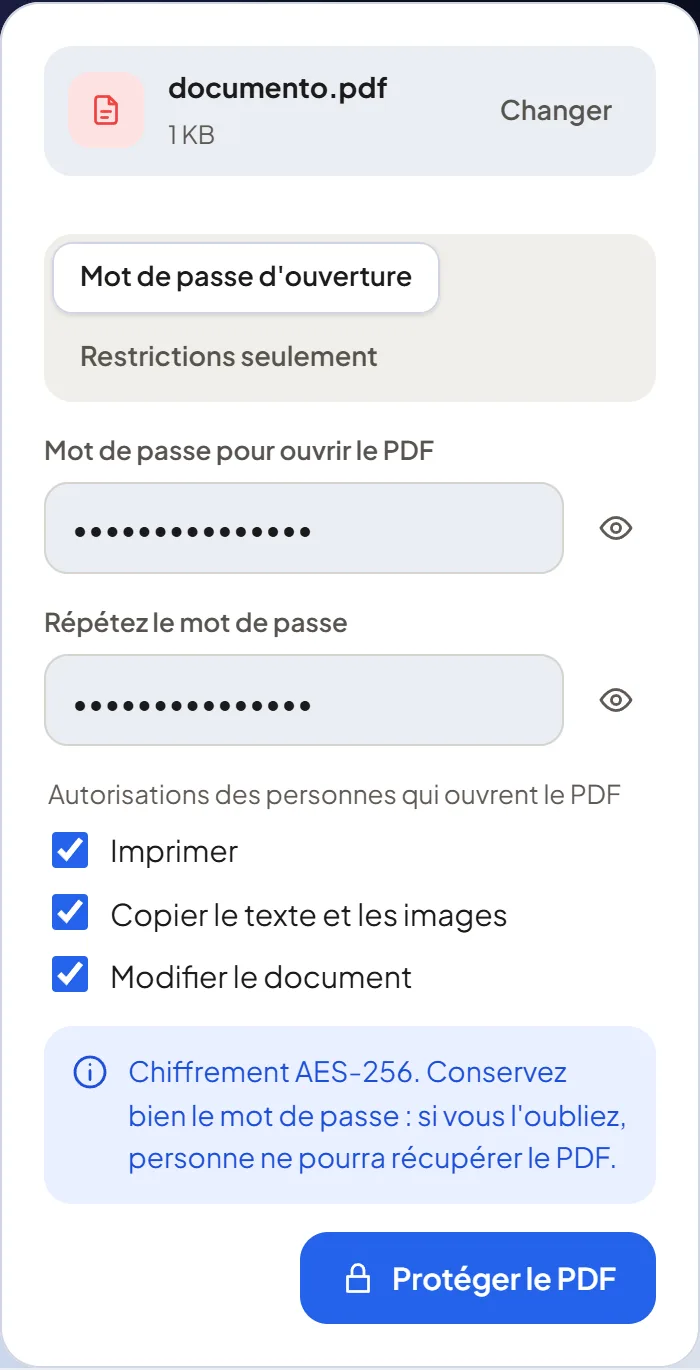 documento.pdf
1 KB
Changer
Mot de passe d'ouverture
Restrictions seulement
Mot de passe pour ouvrir le PDF
•••••••••••••••
Répétez le mot de passe
•••••••••••••••
Autorisations des personnes qui ouvrent le PDF
Imprimer
Copier le texte et les images
Modifier le document
Chiffrement AES-256. Conservez
bien le mot de passe : si vous l'oubliez,
personne ne pourra récupérer le PDF.
Protéger le PDF